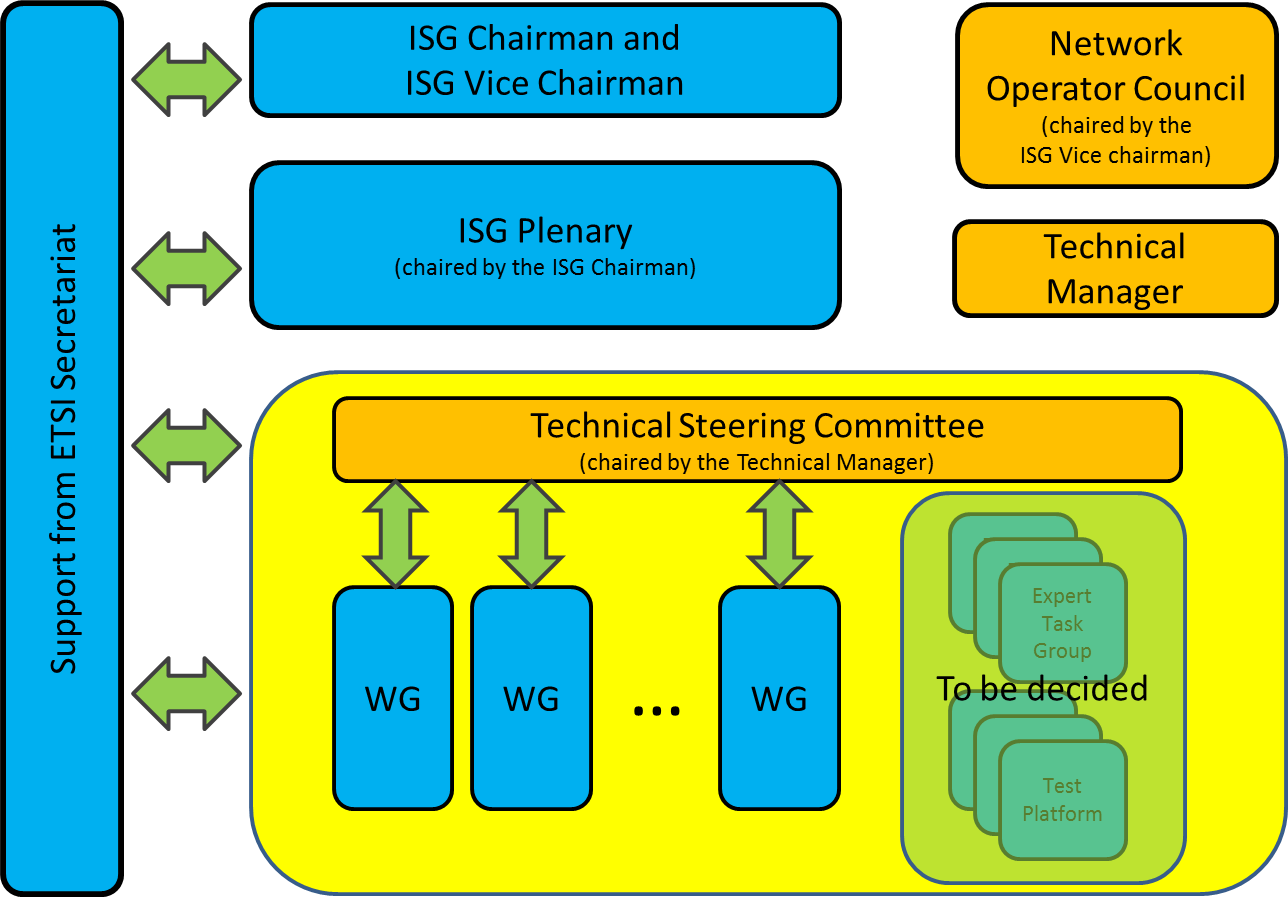 Support from ETSI Secretariat
ISG Chairman and
ISG Vice Chairman
Network
Operator Council
(chaired by the
ISG Vice chairman)
ISG Plenary
(chaired by the ISG Chairman)
Technical
Manager
Technical Steering Committee
(chaired by the Technical Manager)
WG
WG
...
WG
Expert
Task
Group
To be decided
Test
Platform